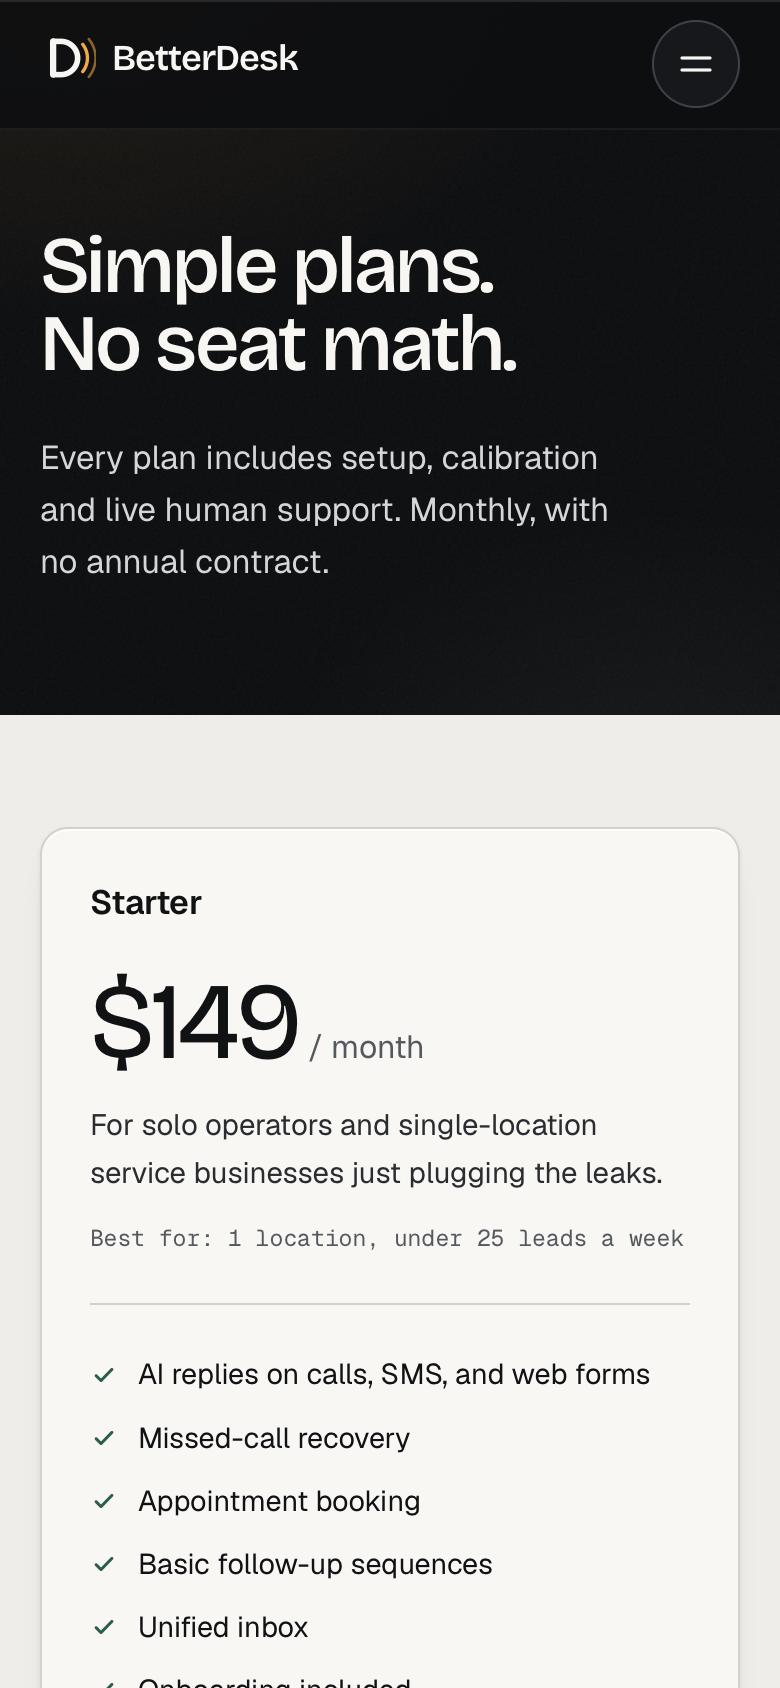 BetterDesk
Simple plans.
No seat math.
Every plan includes setup, calibration
and live human support. Monthly, with
no annual contract.
Starter
$149 / month
For solo operators and single-location
service businesses just plugging the leaks.
Best for: 1 location, under 25 leads a week
AI replies on calls, SMS, and web forms
Missed-call recovery
Appointment booking
Basic follow-up sequences
Unified inbox
Onboarding included